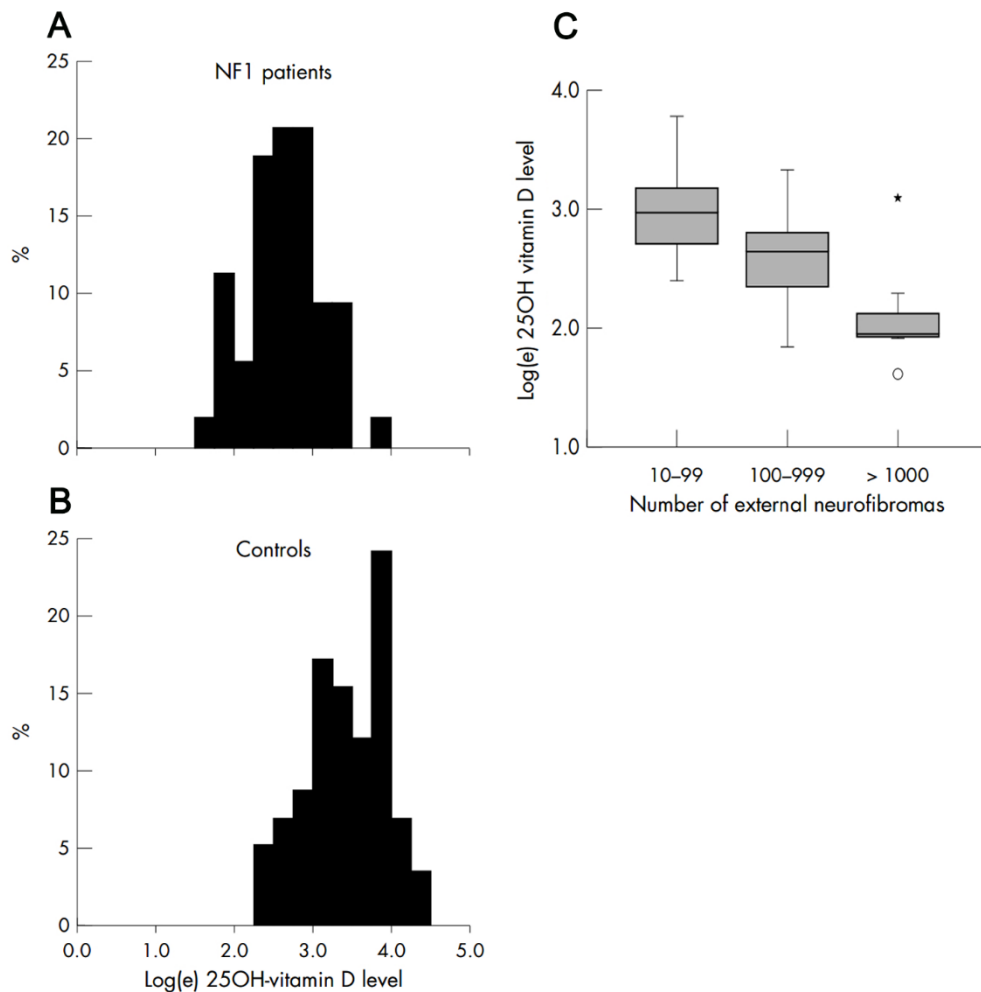 A
NF1 patients
25
20
15
10
5
0
%
B
Controls
25
20
15
10
5
0
%
0.0 1.0 2.0 3.0 4.0 5.0
Log(e) 25OH-vitamin D level
C
4.0
3.0
2.0
1.0
Log(e) 25OH vitamin D level
10–99 100–999 > 1000
Number of external neurofibromas